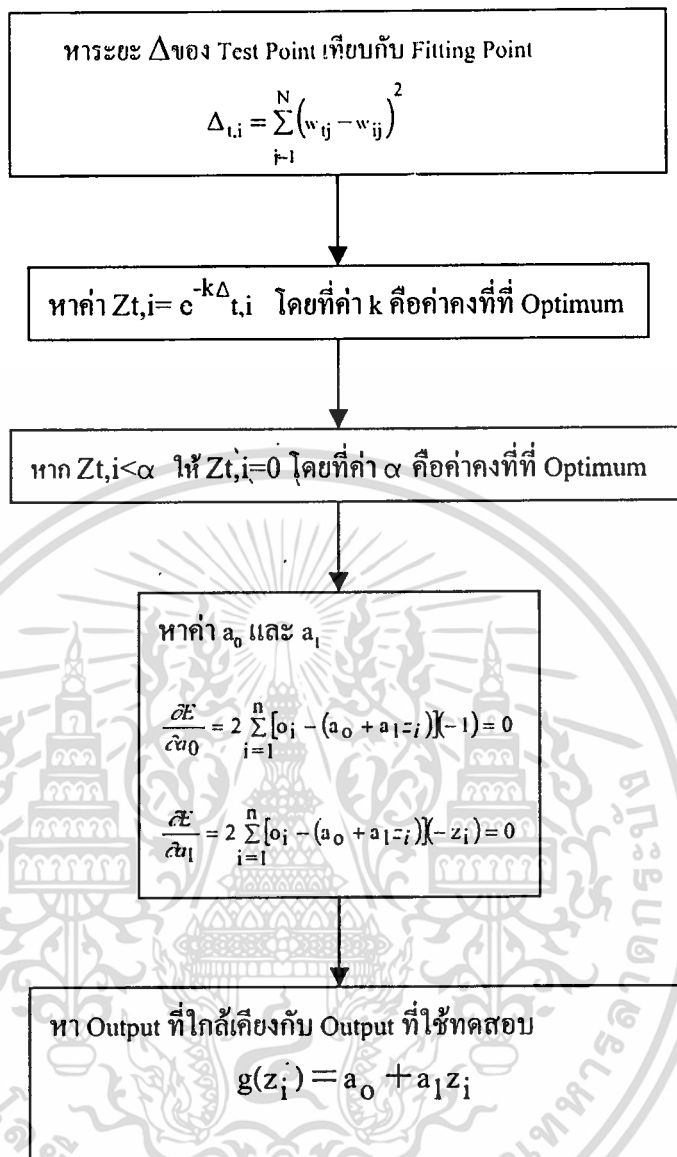 หาระยะ Δของ Test Point เทียบกับ Fitting Point
Δt,i = N∑j=1 (wtj − wij)²
หาค่า Zt,i= e^-kΔt,i โดยที่ค่า k คือค่าคงที่ที่ Optimum
หาก Zt,i<α ให้ Zt,i=0 โดยที่ค่า α คือค่าคงที่ที่ Optimum
หาค่า a₀ และ a₁
∂E/∂a₀ = 2 n∑i=1 [oᵢ − (a₀ + a₁zᵢ)](−1) = 0
∂E/∂a₁ = 2 n∑i=1 [oᵢ − (a₀ + a₁zᵢ)](−zᵢ) = 0
หา Output ที่ใกล้เคียงกับ Output ที่ใช้ทดสอบ
g(zᵢ) = a₀ + a₁zᵢ